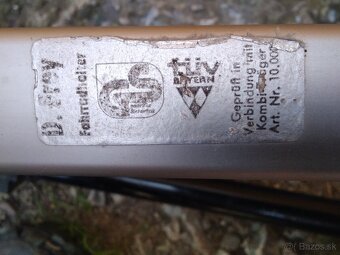 D. Frey
Fahrradhalter
GS
TÜV
BAYERN
Geprüft in
Verbindung mit
Kombiträger
Art. Nr. 10.000
Bazos.sk